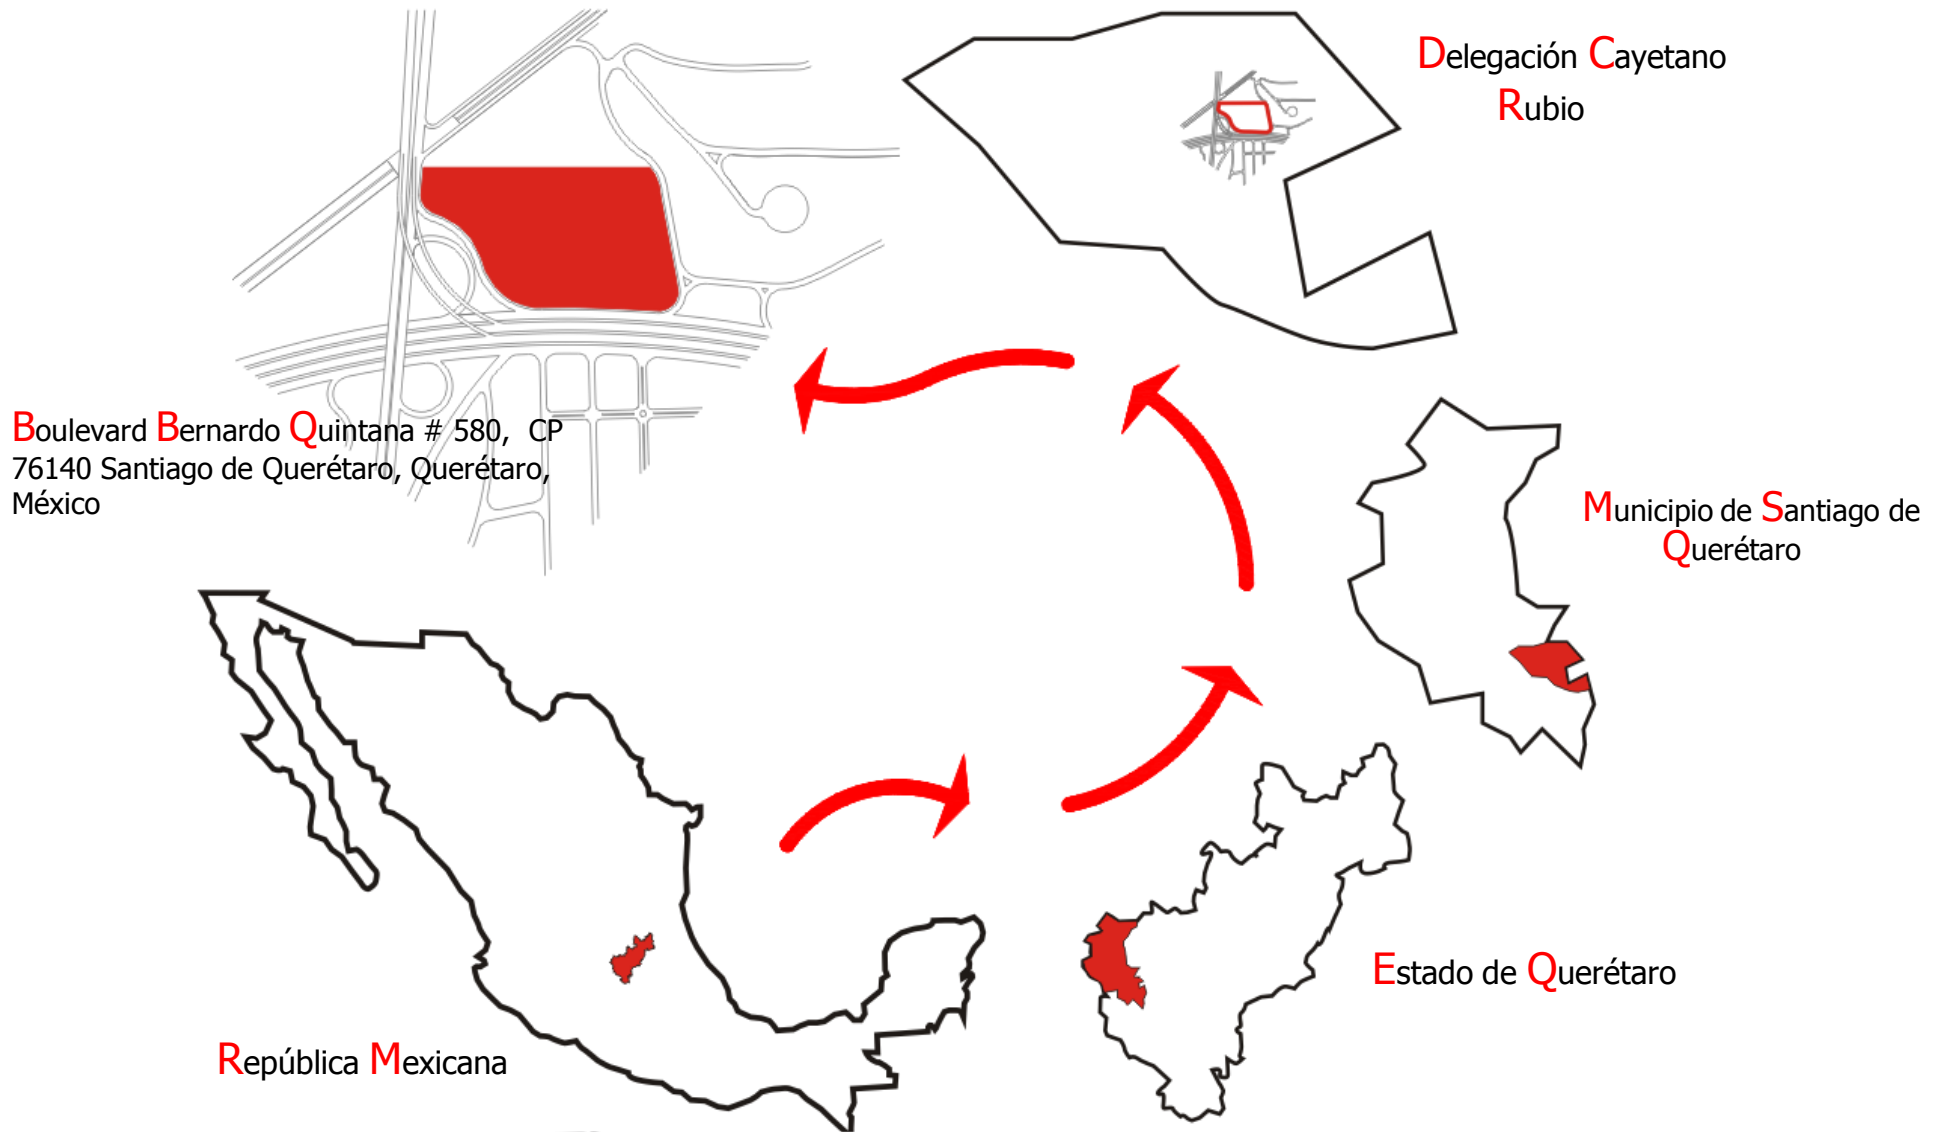 Delegación Cayetano
Rubio
Boulevard Bernardo Quintana # 580, CP
76140 Santiago de Querétaro, Querétaro,
México
Municipio de Santiago de
Querétaro
Estado de Querétaro
República Mexicana